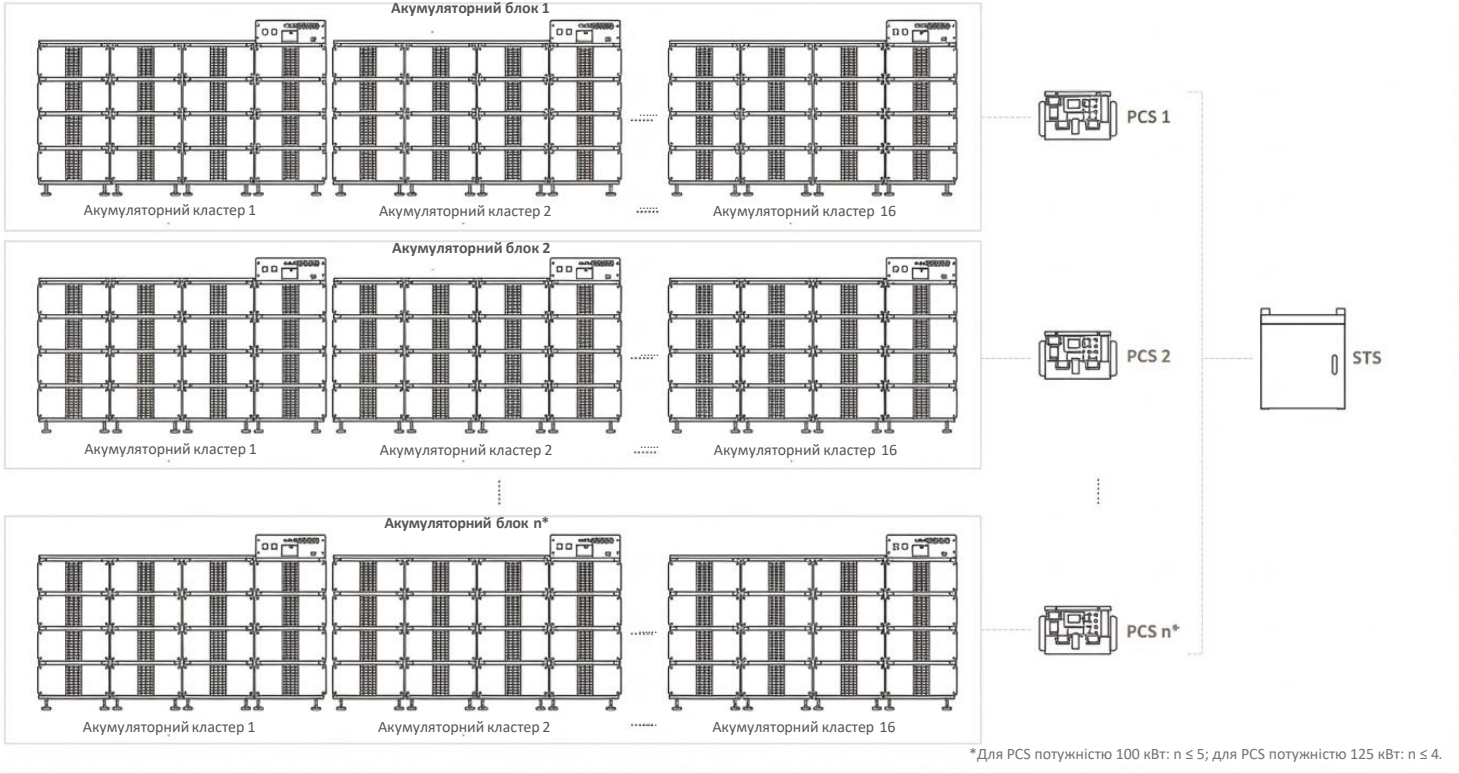 Акумуляторний блок 1
PCS 1
Акумуляторний кластер 1
Акумуляторний кластер 2
Акумуляторний кластер 16
Акумуляторний блок 2
PCS 2
STS
Акумуляторний кластер 1
Акумуляторний кластер 2
Акумуляторний кластер 16
Акумуляторний блок n*
PCS n*
Акумуляторний кластер 1
Акумуляторний кластер 2
Акумуляторний кластер 16
*Для PCS потужністю 100 кВт: n ≤ 5; для PCS потужністю 125 кВт: n ≤ 4.